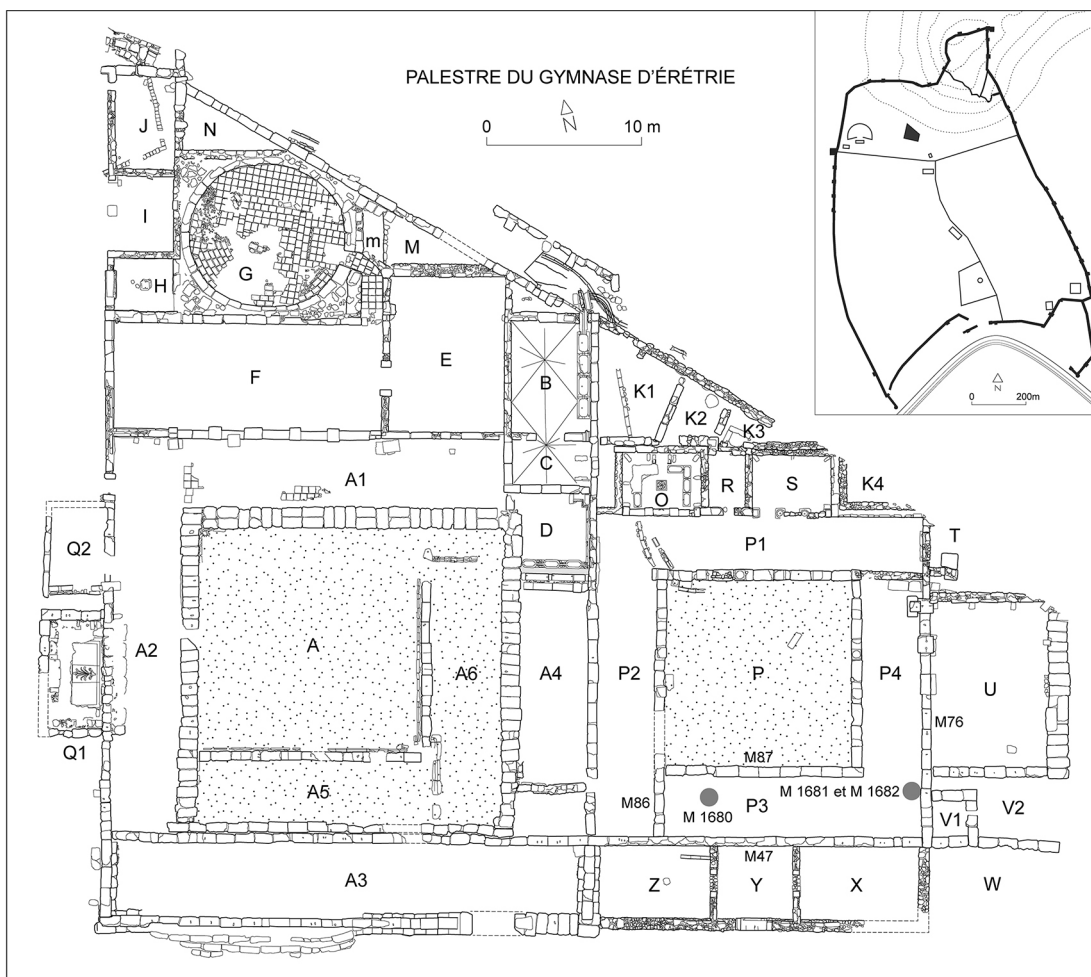 PALESTRE DU GYMNASE D'ÉRÉTRIE
N
0 10 m
N
0 200m
J
N
I
m
M
G
H
F
E
B
K1
K2
K3
C
A1
O
R
S
K4
D
Q2
P1
T
A2
A
A6
A4
P2
P
P4
U
M76
Q1
M87
A5
M86
M 1680
P3
M 1681 et M 1682
V1
V2
A3
Z
M47
Y
X
W